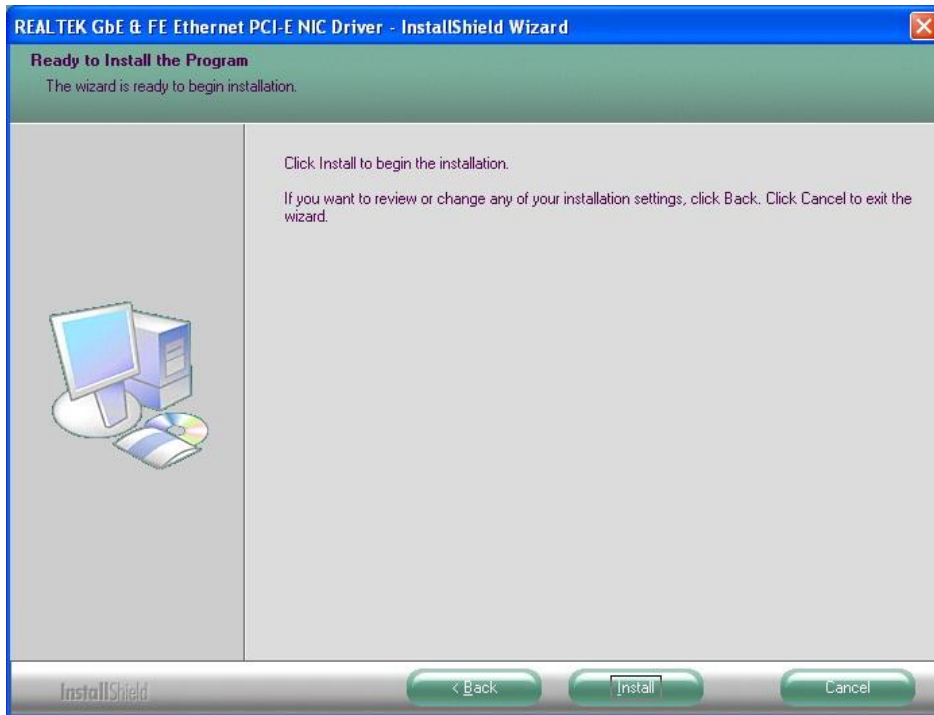 REALTEK GbE & FE Ethernet PCI-E NIC Driver - InstallShield Wizard
Ready to Install the Program
The wizard is ready to begin installation.
Click Install to begin the installation.
If you want to review or change any of your installation settings, click Back. Click Cancel to exit the
wizard.
InstallShield
< Back
Install
Cancel